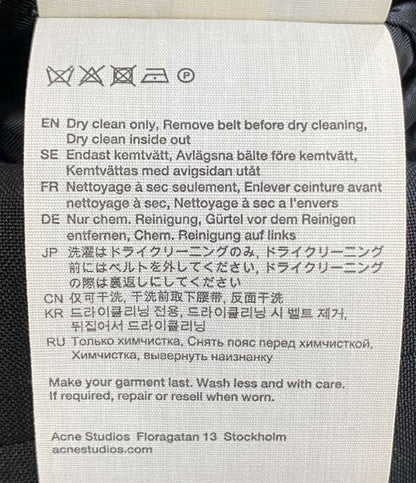 EN Dry clean only, Remove belt before dry cleaning,
Dry clean inside out
SE Endast kemtvätt, Avlägsna bälte före kemtvätt,
Kemtvättas med avigsidan utåt
FR Nettoyage à sec seulement, Enlever ceinture avant
nettoyage à sec, Nettoyage à sec a l'envers
DE Nur chem. Reinigung, Gürtel vor dem Reinigen
entfernen, Chem. Reinigung auf links
JP 洗濯はドライクリーニングのみ, ドライクリーニング
前にはベルトを外してください, ドライクリーニング
の際は裏返しにしてください
CN 仅可干洗, 干洗前取下腰带, 反面干洗
KR 드라이클리닝 전용, 드라이클리닝 시 벨트 제거,
뒤집어서 드라이클리닝
RU Только химчистка, Снять пояс перед химчисткой,
Химчистка, вывернуть наизнанку
Make your garment last. Wash less and with care.
If required, repair or resell when worn.
Acne Studios Floragatan 13 Stockholm
acnestudios.com